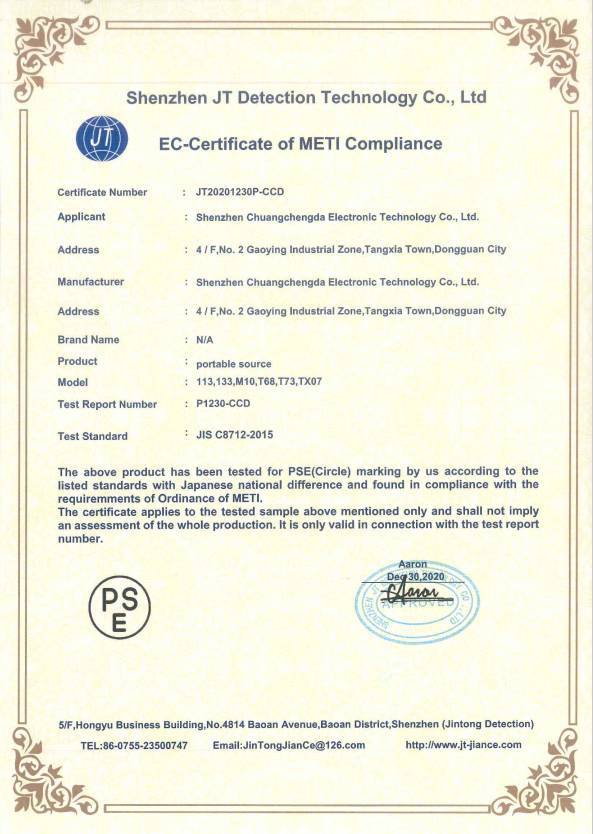 Shenzhen JT Detection Technology Co., Ltd
JT
EC-Certificate of METI Compliance
Certificate Number : JT20201230P-CCD
Applicant : Shenzhen Chuangchengda Electronic Technology Co., Ltd.
Address : 4 / F,No. 2 Gaoying Industrial Zone,Tangxia Town,Dongguan City
Manufacturer : Shenzhen Chuangchengda Electronic Technology Co., Ltd.
Address : 4 / F,No. 2 Gaoying Industrial Zone,Tangxia Town,Dongguan City
Brand Name : N/A
Product : portable source
Model : 113,133,M10,T68,T73,TX07
Test Report Number : P1230-CCD
Test Standard : JIS C8712-2015
The above product has been tested for PSE(Circle) marking by us according to the
listed standards with Japanese national difference and found in compliance with the
requiremments of Ordinance of METI.
The certificate applies to the tested sample above mentioned only and shall not imply
an assessment of the whole production. It is only valid in connection with the test report
number.
Aaron
Dec 30,2020
Aaron
APPROVED
PS
E
5/F,Hongyu Business Building,No.4814 Baoan Avenue,Baoan District,Shenzhen (Jintong Detection)
TEL:86-0755-23500747 Email:JinTongJianCe@126.com http://www.jt-jiance.com